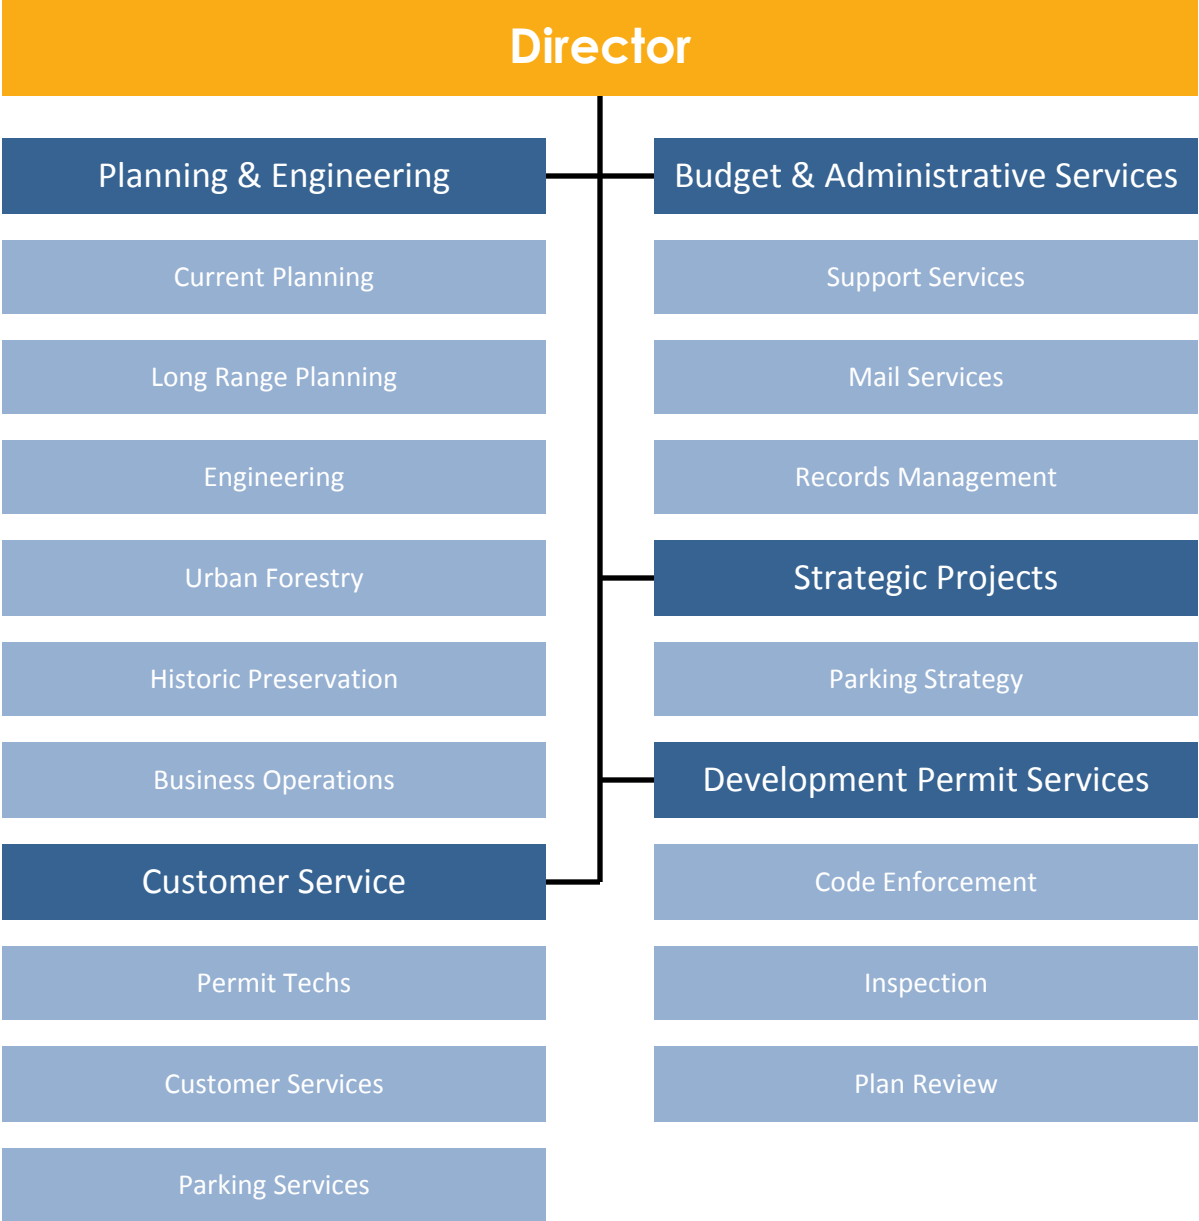 Director
Planning & Engineering
Current Planning
Long Range Planning
Engineering
Urban Forestry
Historic Preservation
Business Operations
Customer Service
Permit Techs
Customer Services
Parking Services
Budget & Administrative Services
Support Services
Mail Services
Records Management
Strategic Projects
Parking Strategy
Development Permit Services
Code Enforcement
Inspection
Plan Review